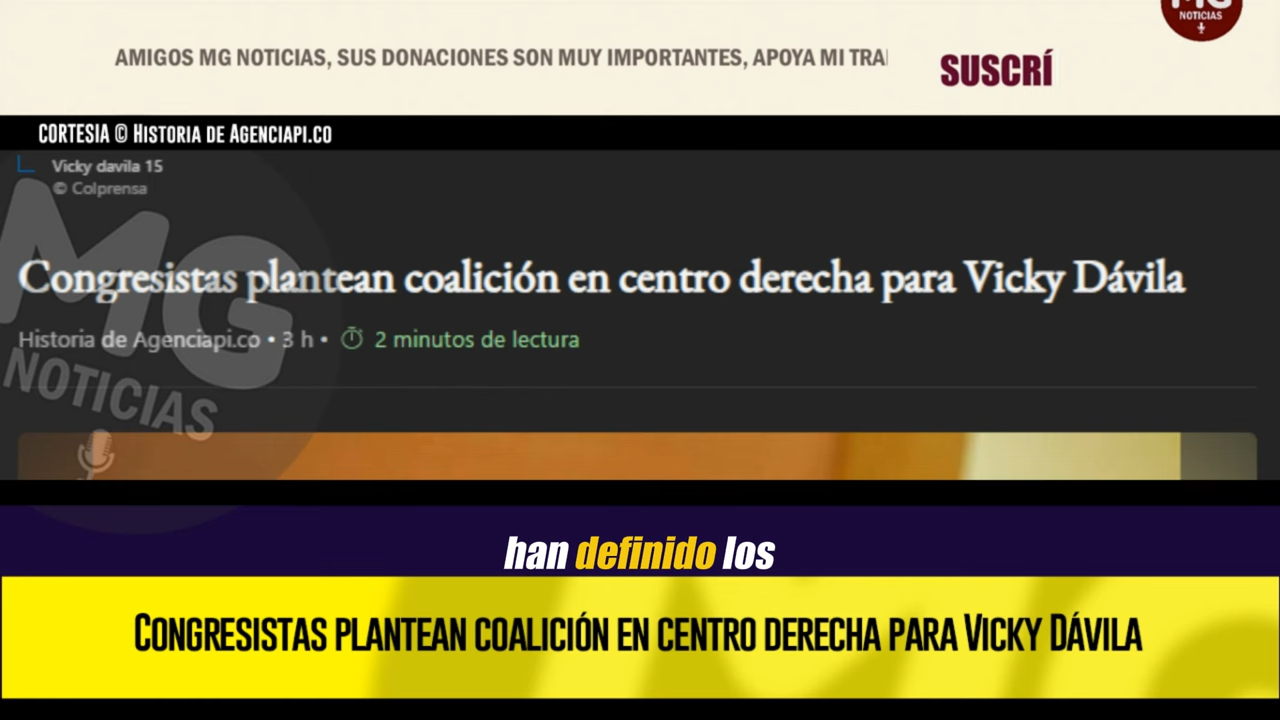 MG
NOTICIAS
AMIGOS MG NOTICIAS, SUS DONACIONES SON MUY IMPORTANTES, APOYA MI
SUSCRÍ
CORTESIA © HISTORIA DE AGENCIAPI.CO
Vicky davila 15
© Colprensa
Congresistas plantean coalición en centro derecha para Vicky Dávila
Historia de Agenciapi.co • 3 h • 2 minutos de lectura
MG
NOTICIAS
han definido los
CONGRESISTAS PLANTEAN COALICIÓN EN CENTRO DERECHA PARA VICKY DÁVILA